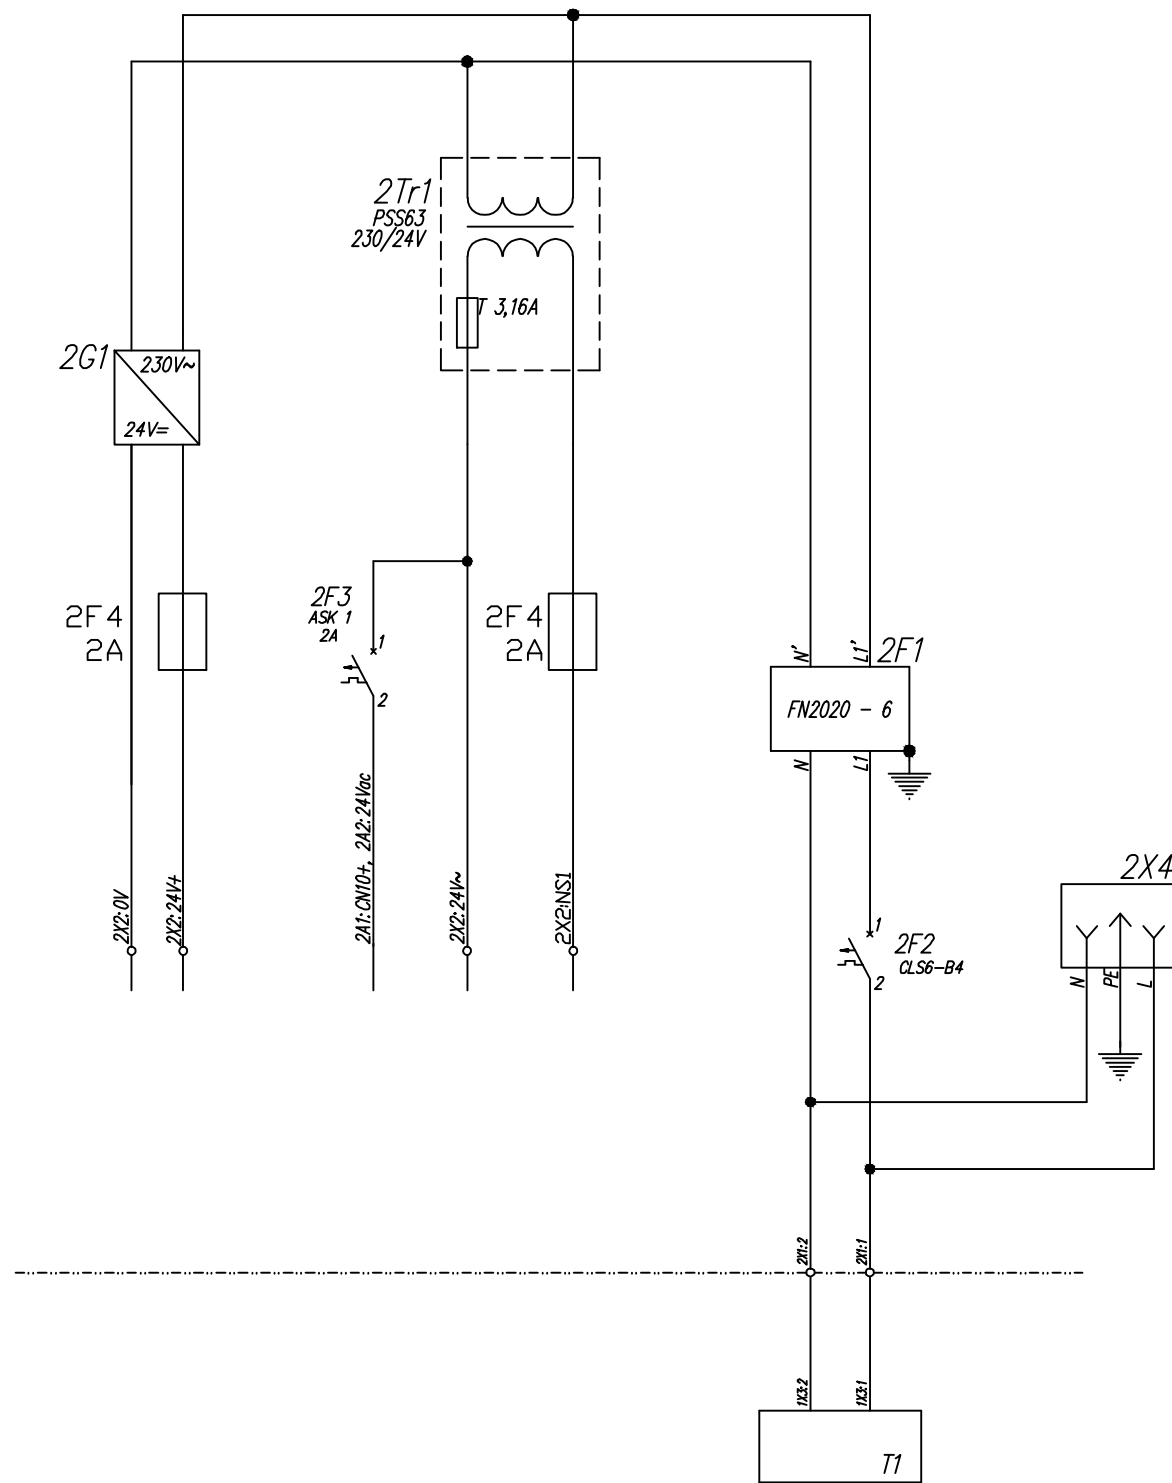 2Tr1
PSS63
230/24V
T 3,16A
2G1
230V~
24V=
2F4
2A
2F3
ASK 1
2A
1
2
2F4
2A
N'
L1'
2F1
FN2020 - 6
N
L1
2X2:0V
2X2:24V+
2A1:CN10+, 2A2:24Vac
2X2:24V~
2X2:NS1
1
2
2F2
CLS6-B4
2X4
N
PE
L
2X1:2
2X1:1
1X3:2
1X3:1
T1